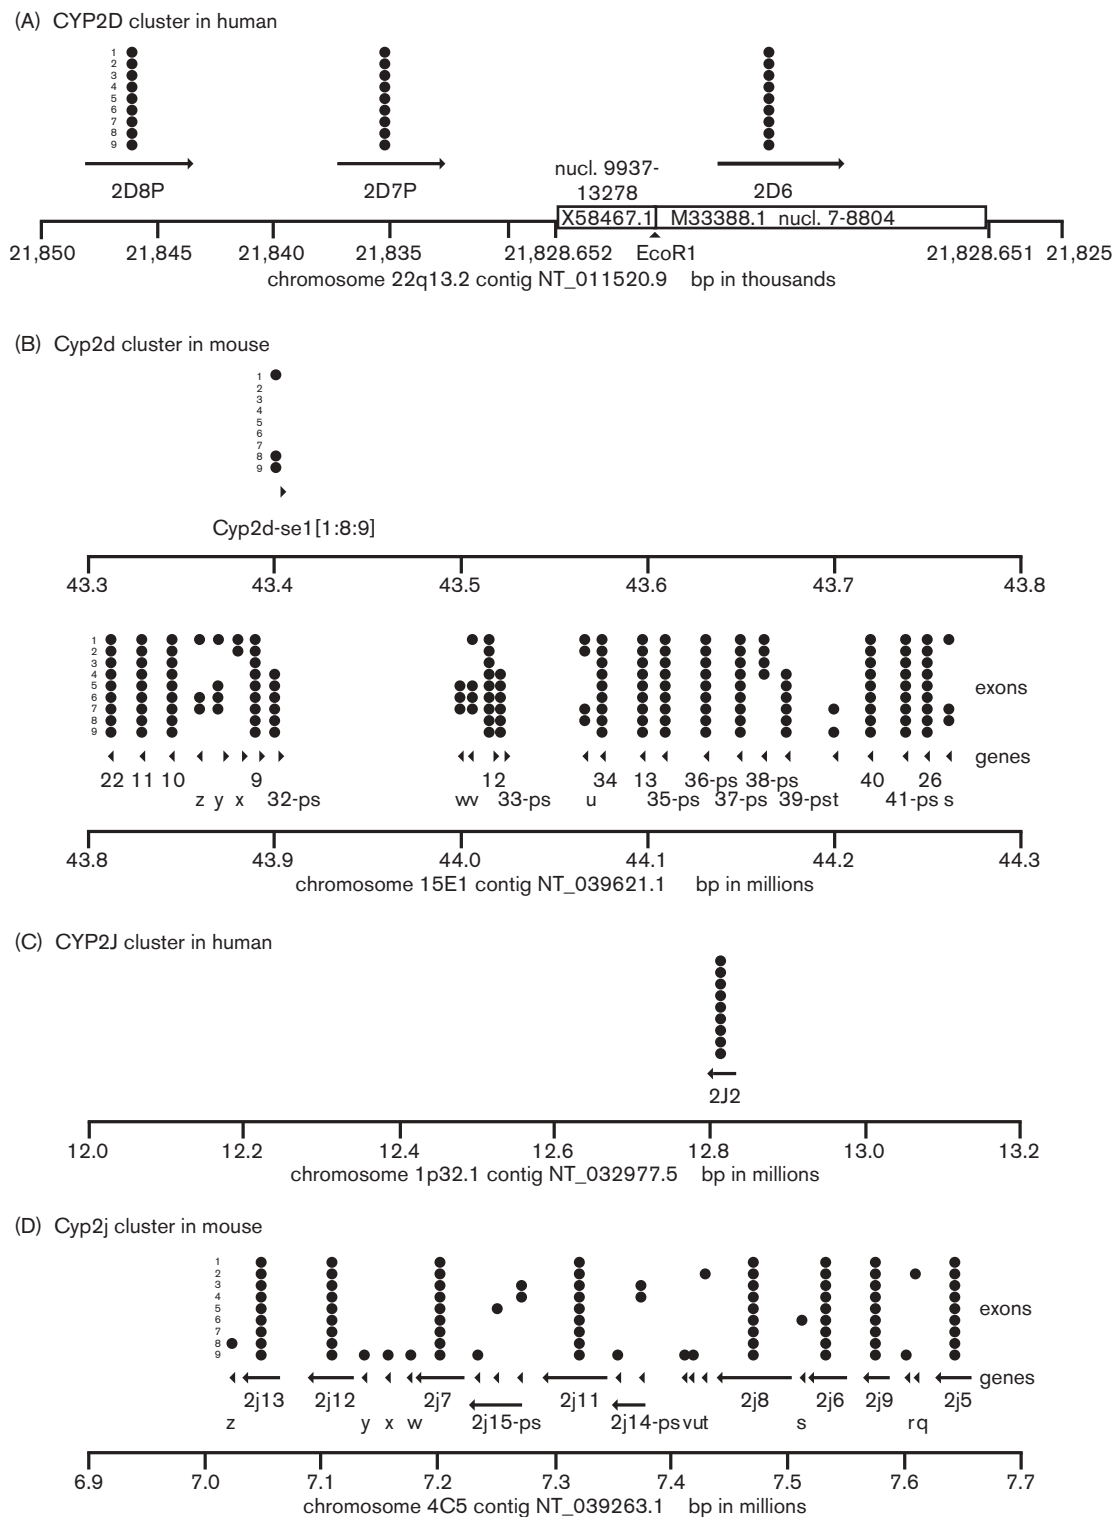 (A) CYP2D cluster in human
1
2
3
4
5
6
7
8
9
2D8P
2D7P
nucl. 9937-
13278
2D6
X58467.1
M33388.1 nucl. 7-8804
21,850
21,845
21,840
21,835
21,828.652
EcoR1
21,828.651
21,825
chromosome 22q13.2 contig NT_011520.9 bp in thousands
(B) Cyp2d cluster in mouse
1
2
3
4
5
6
7
8
9
Cyp2d-se1[1:8:9]
43.3 43.4 43.5 43.6 43.7 43.8
1
2
3
4
5
6
7
8
9
exons
genes
22 11 10 9 12 34 13 36-ps 38-ps 40 26
z y x 32-ps wv 33-ps u 35-ps 37-ps 39-pst 41-ps s
43.8 43.9 44.0 44.1 44.2 44.3
chromosome 15E1 contig NT_039621.1 bp in millions
(C) CYP2J cluster in human
2J2
12.0 12.2 12.4 12.6 12.8 13.0 13.2
chromosome 1p32.1 contig NT_032977.5 bp in millions
(D) Cyp2j cluster in mouse
1
2
3
4
5
6
7
8
9
exons
genes
2j13 2j12 2j7 2j11 2j8 2j6 2j9 2j5
z y x w 2j15-ps 2j14-ps vut s rq
6.9 7.0 7.1 7.2 7.3 7.4 7.5 7.6 7.7
chromosome 4C5 contig NT_039263.1 bp in millions